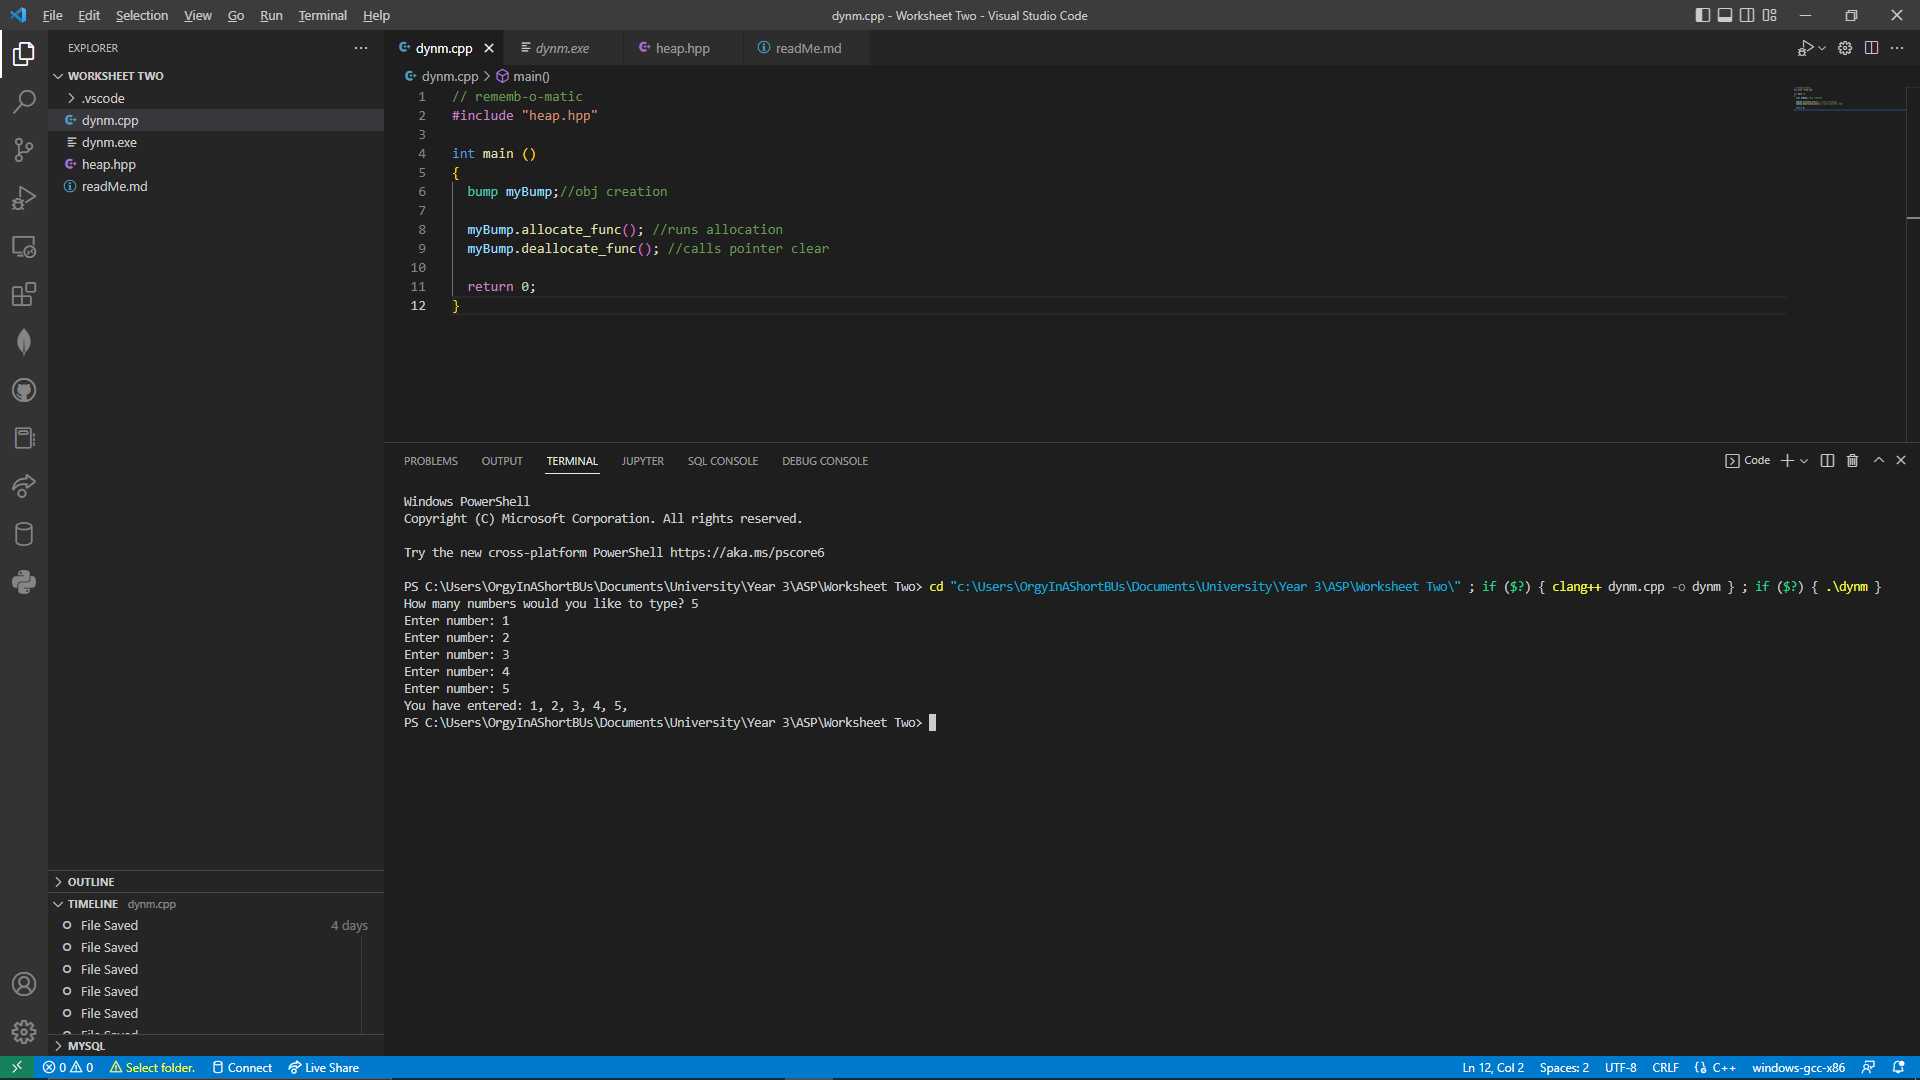 File Edit Selection View Go Run Terminal Help
dynm.cpp - Worksheet Two - Visual Studio Code
EXPLORER
WORKSHEET TWO
.vscode
dynm.cpp
dynm.exe
heap.hpp
readMe.md
OUTLINE
TIMELINE dynm.cpp
File Saved 4 days
File Saved
File Saved
File Saved
File Saved
File Saved
MYSQL
dynm.cpp dynm.exe heap.hpp readMe.md
dynm.cpp > main()
1 // rememb-o-matic
2 #include "heap.hpp"
3
4 int main ()
5 {
6 bump myBump;//obj creation
7
8 myBump.allocate_func(); //runs allocation
9 myBump.deallocate_func(); //calls pointer clear
10
11 return 0;
12 }
PROBLEMS OUTPUT TERMINAL JUPYTER SQL CONSOLE DEBUG CONSOLE
Code
Windows PowerShell
Copyright (C) Microsoft Corporation. All rights reserved.
Try the new cross-platform PowerShell https://aka.ms/pscore6
PS C:\Users\OrgyInAShortBUs\Documents\University\Year 3\ASP\Worksheet Two> cd "c:\Users\OrgyInAShortBUs\Documents\University\Year 3\ASP\Worksheet Two\" ; if ($?) { clang++ dynm.cpp -o dynm } ; if ($?) { .\dynm }
How many numbers would you like to type? 5
Enter number: 1
Enter number: 2
Enter number: 3
Enter number: 4
Enter number: 5
You have entered: 1, 2, 3, 4, 5,
PS C:\Users\OrgyInAShortBUs\Documents\University\Year 3\ASP\Worksheet Two>
0 0 Select folder. Connect Live Share
Ln 12, Col 2 Spaces: 2 UTF-8 CRLF C++ windows-gcc-x86